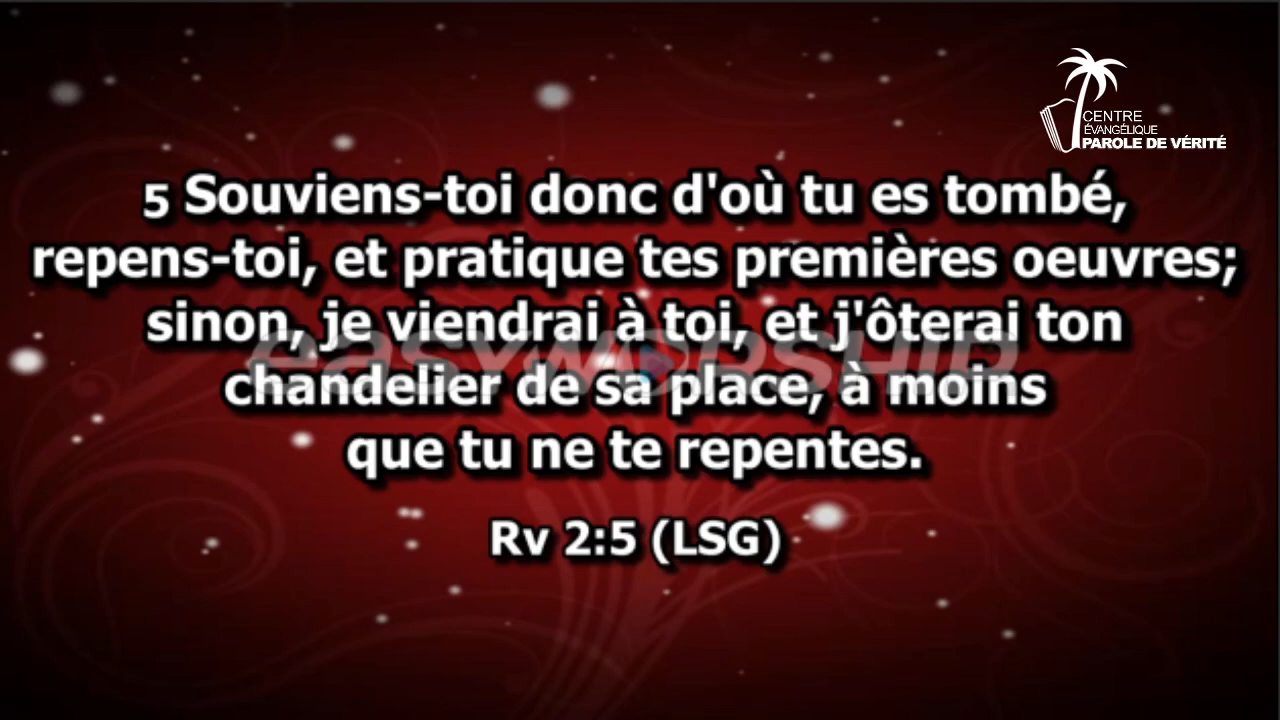 CENTRE
ÉVANGÉLIQUE
PAROLE DE VÉRITÉ
5 Souviens-toi donc d'où tu es tombé,
repens-toi, et pratique tes premières oeuvres;
sinon, je viendrai à toi, et j'ôterai ton
easyworship
chandelier de sa place, à moins
que tu ne te repentes.
Rv 2:5 (LSG)